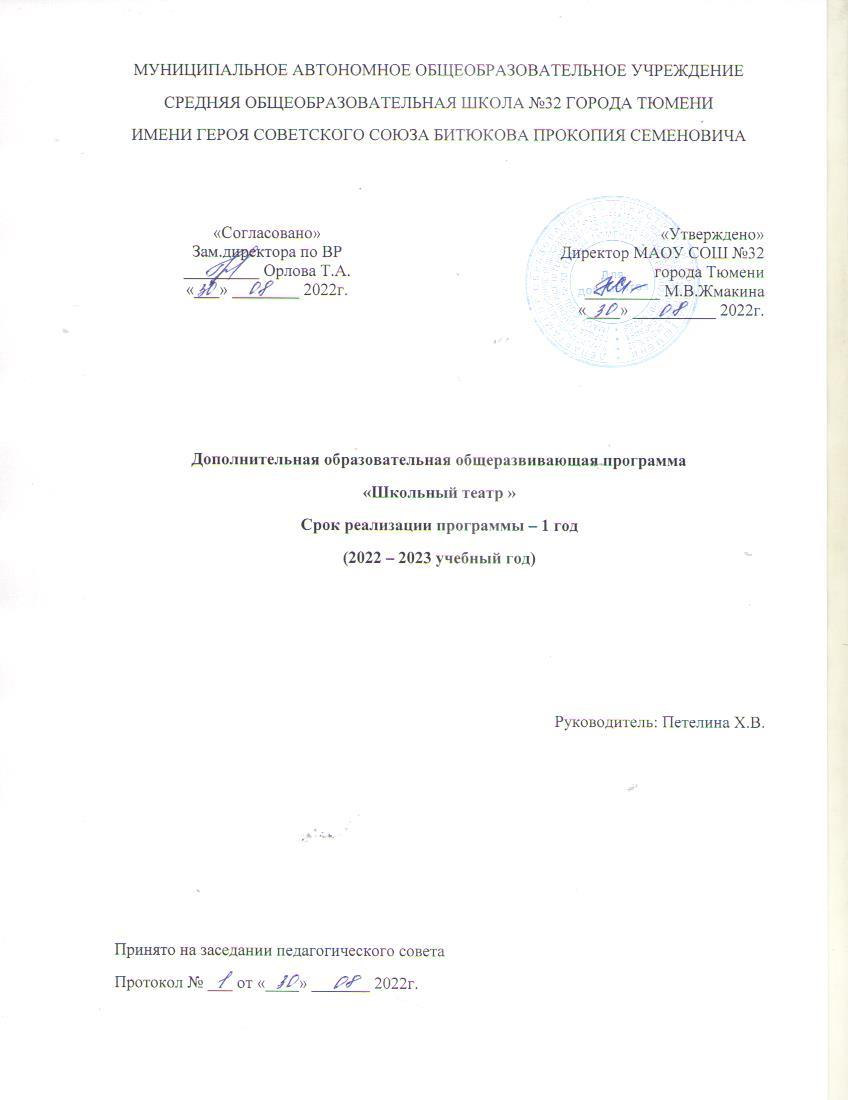 МУНИЦИПАЛЬНОЕ АВТОНОМНОЕ ОБЩЕОБРАЗОВАТЕЛЬНОЕ УЧРЕЖДЕНИЕ
СРЕДНЯЯ ОБЩЕОБРАЗОВАТЕЛЬНАЯ ШКОЛА №32 ГОРОДА ТЮМЕНИ
ИМЕНИ ГЕРОЯ СОВЕТСКОГО СОЮЗА БИТЮКОВА ПРОКОПИЯ СЕМЕНОВИЧА
«Согласовано»
Зам.директора по ВР
_________ Орлова Т.А.
«30» 08 2022г.
«Утверждено»
Директор МАОУ СОШ №32
города Тюмени
_________ М.В.Жмакина
«30» 08 2022г.
Дополнительная образовательная общеразвивающая программа
«Школьный театр »
Срок реализации программы – 1 год
(2022 – 2023 учебный год)
Руководитель: Петелина Х.В.
Принято на заседании педагогического совета
Протокол № 1 от «30» 08 2022г.